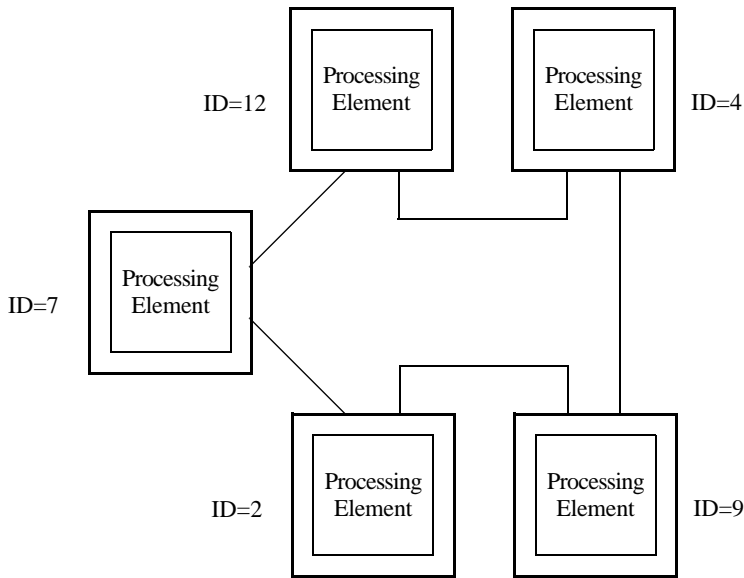 Processing
Element
ID=12
Processing
Element
ID=4
Processing
Element
ID=7
Processing
Element
ID=2
Processing
Element
ID=9